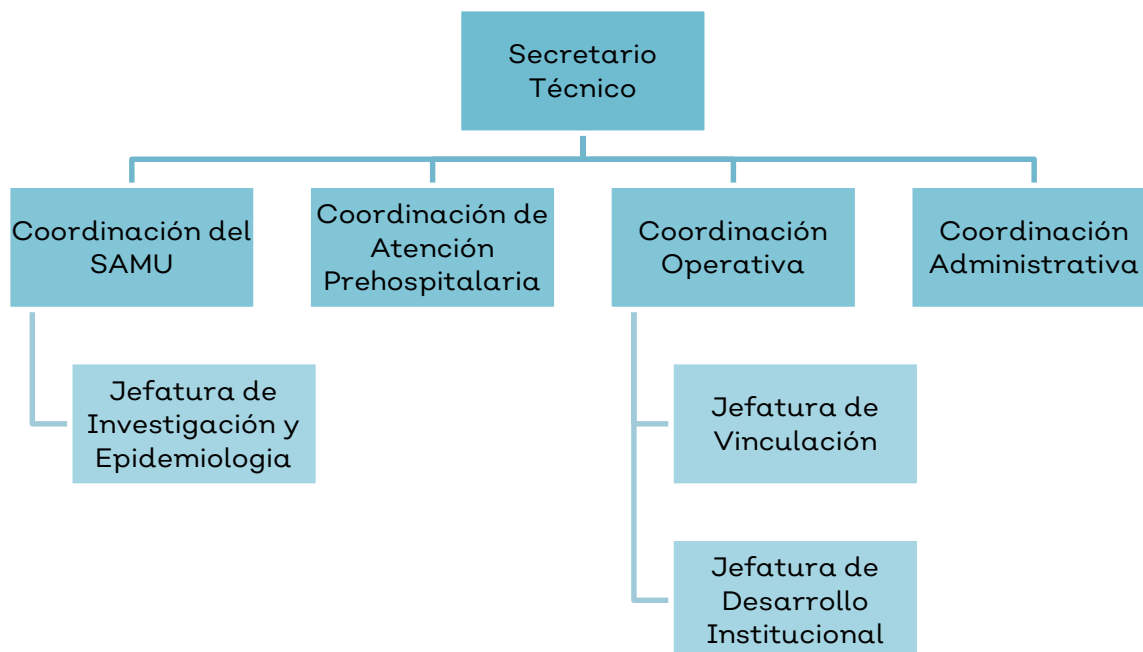 Secretario
Técnico
Coordinación del
SAMU
Coordinación de
Atención
Prehospitalaria
Coordinación
Operativa
Coordinación
Administrativa
Jefatura de
Investigación y
Epidemiologia
Jefatura de
Vinculación
Jefatura de
Desarrollo
Institucional